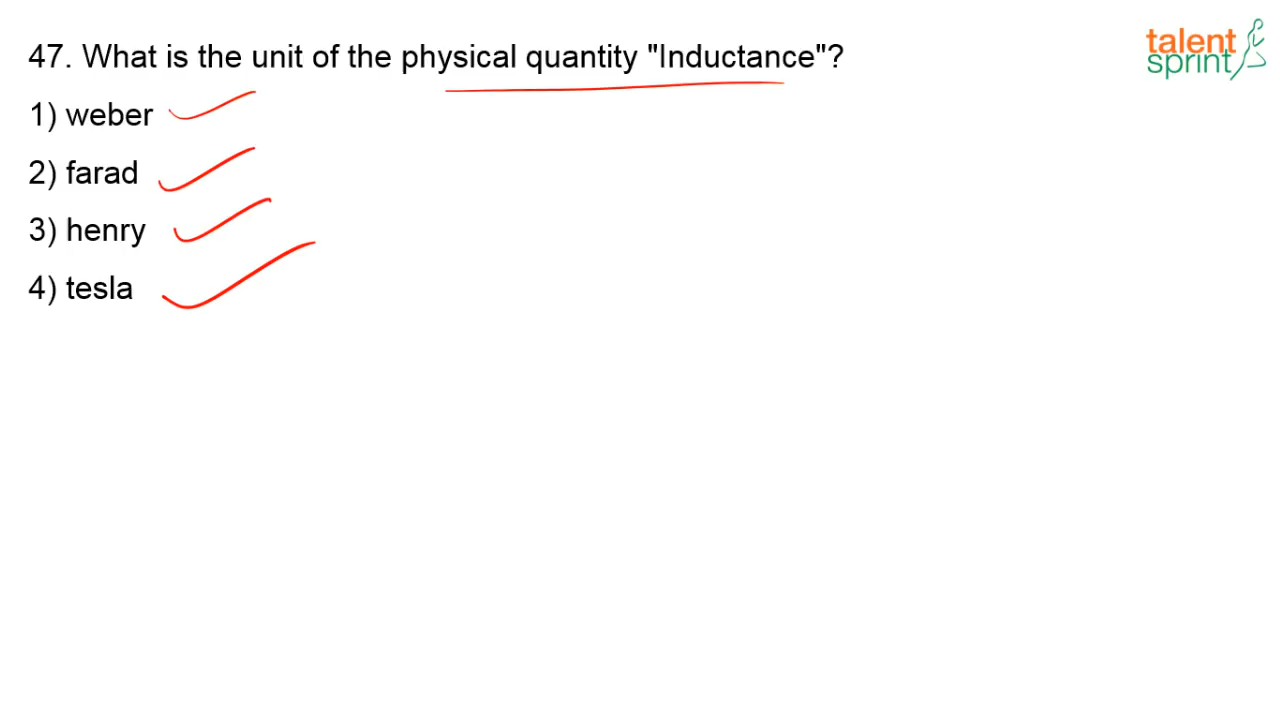 47. What is the unit of the physical quantity "Inductance"?
1) weber
2) farad
3) henry
4) tesla
talent
sprint